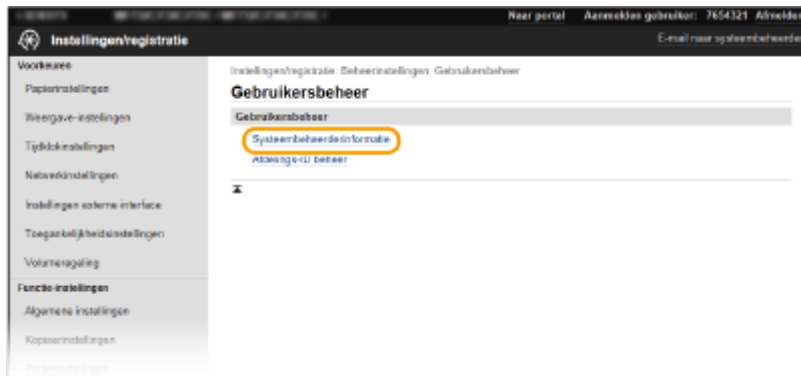 Naar portal Aanmelden gebruiker: 7654321 Afmelden
Instellingen/registratie
E-mail naar systeembeheerder
Voorkeuren
Papierinstellingen
Weergave-instellingen
Tijdklokinstellingen
Netwerkinstellingen
Instellingen externe interface
Toegankelijkheidsinstellingen
Volumeregeling
Functie-instellingen
Algemene instellingen
Kopieerinstellingen
Instellingen/registratie: Beheerinstellingen: Gebruikersbeheer
Gebruikersbeheer
Gebruikersbeheer
Systeembeheerderinformatie
Afdelings-ID beheer